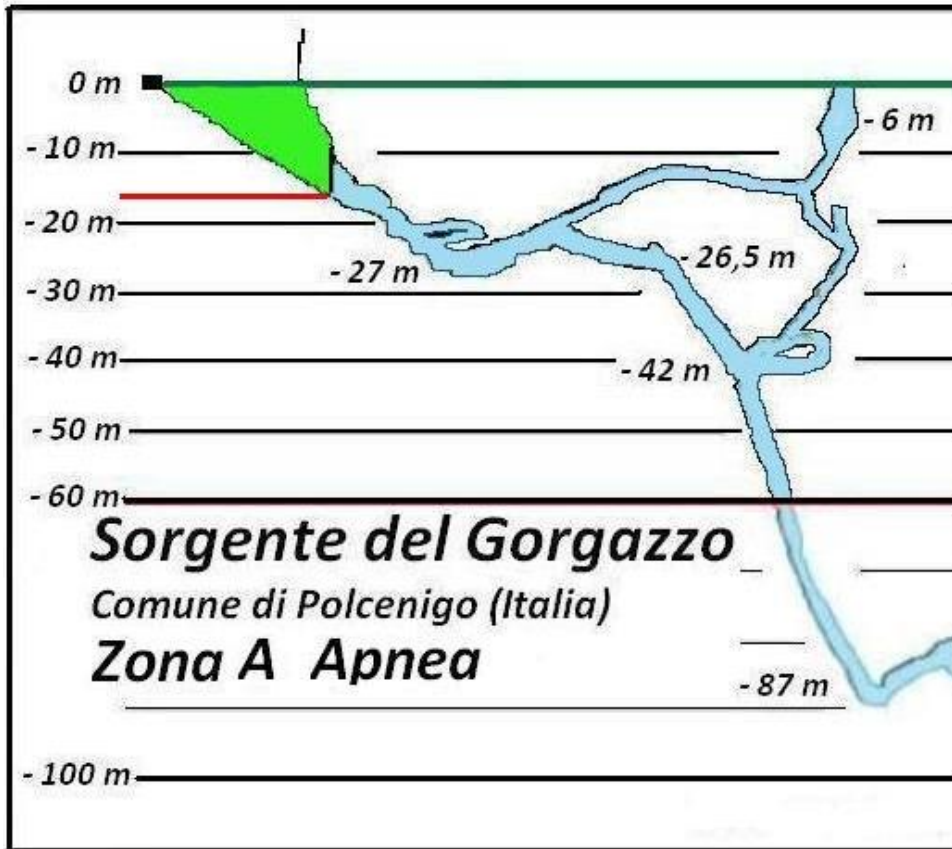 0 m
- 6 m
- 10 m
- 20 m
- 26,5 m
- 27 m
- 30 m
- 40 m
- 42 m
- 50 m
- 60 m
Sorgente del Gorgazzo
Comune di Polcenigo (Italia)
Zona A Apnea
- 87 m
- 100 m